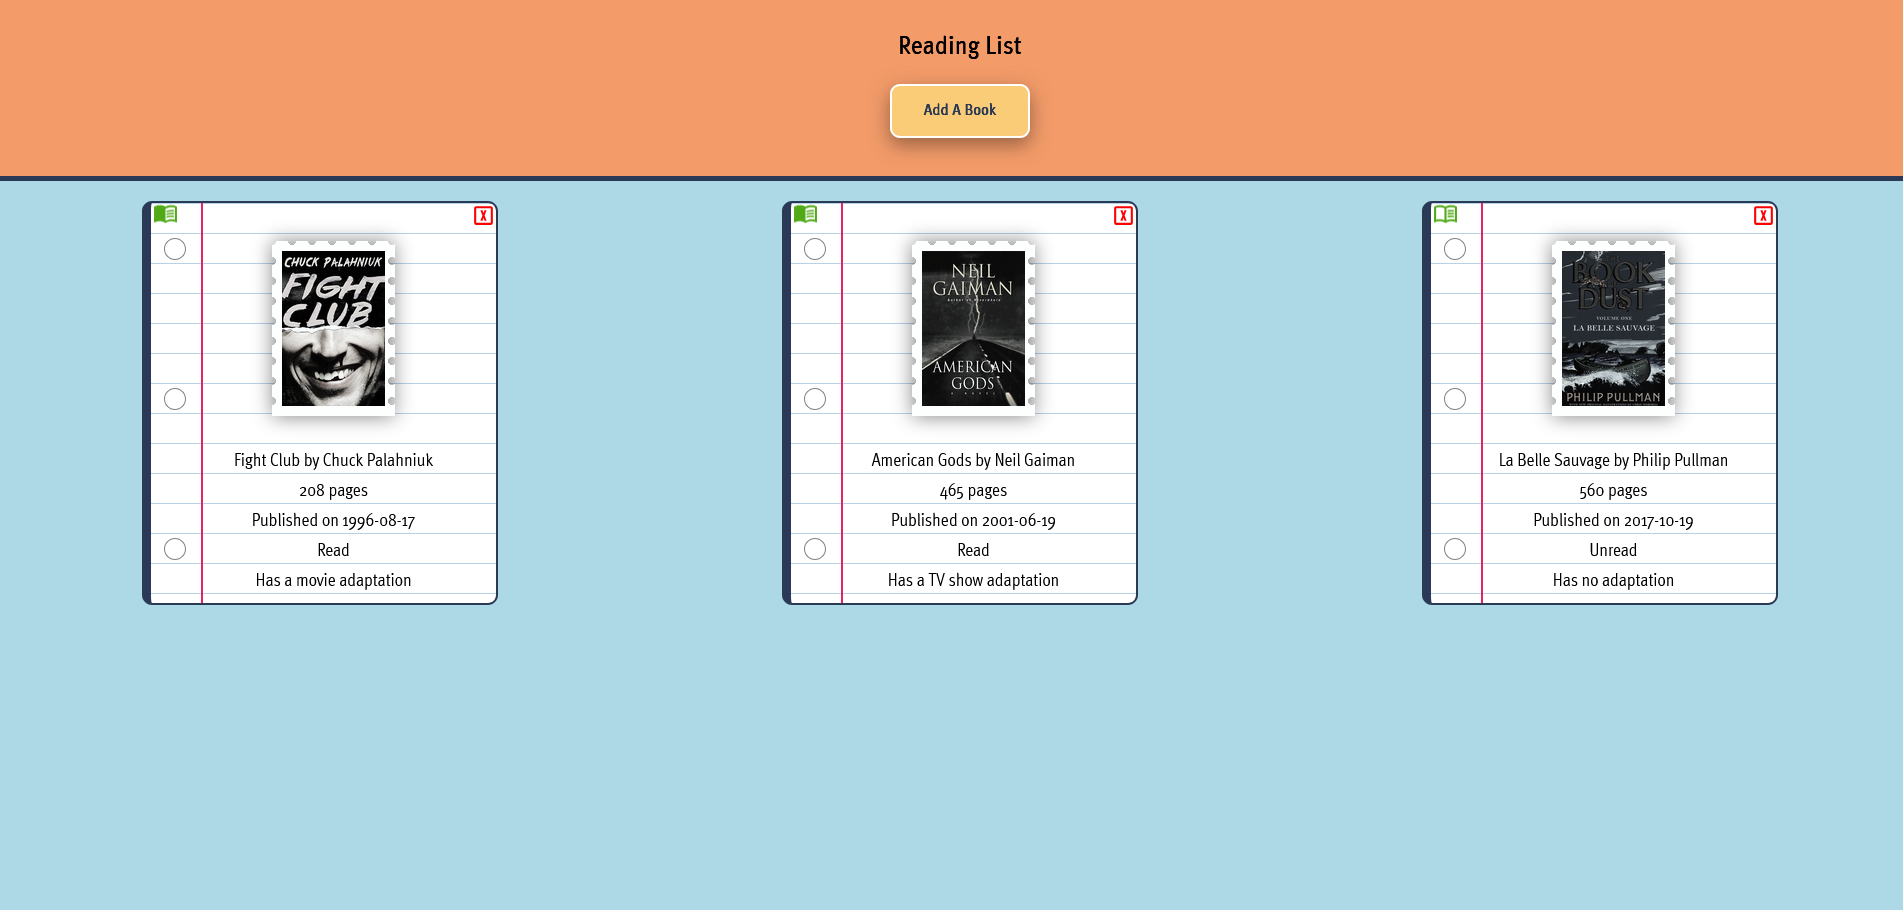 Reading List
Add A Book
X
CHUCK PALAHNIUK
FIGHT
CLUB
Fight Club by Chuck Palahniuk
208 pages
Published on 1996-08-17
Read
Has a movie adaptation
X
NEIL
GAIMAN
AMERICAN
GODS
A NOVEL
American Gods by Neil Gaiman
465 pages
Published on 2001-06-19
Read
Has a TV show adaptation
X
BOOK
DUST
VOLUME ONE
LA BELLE SAUVAGE
PHILIP PULLMAN
La Belle Sauvage by Philip Pullman
560 pages
Published on 2017-10-19
Unread
Has no adaptation